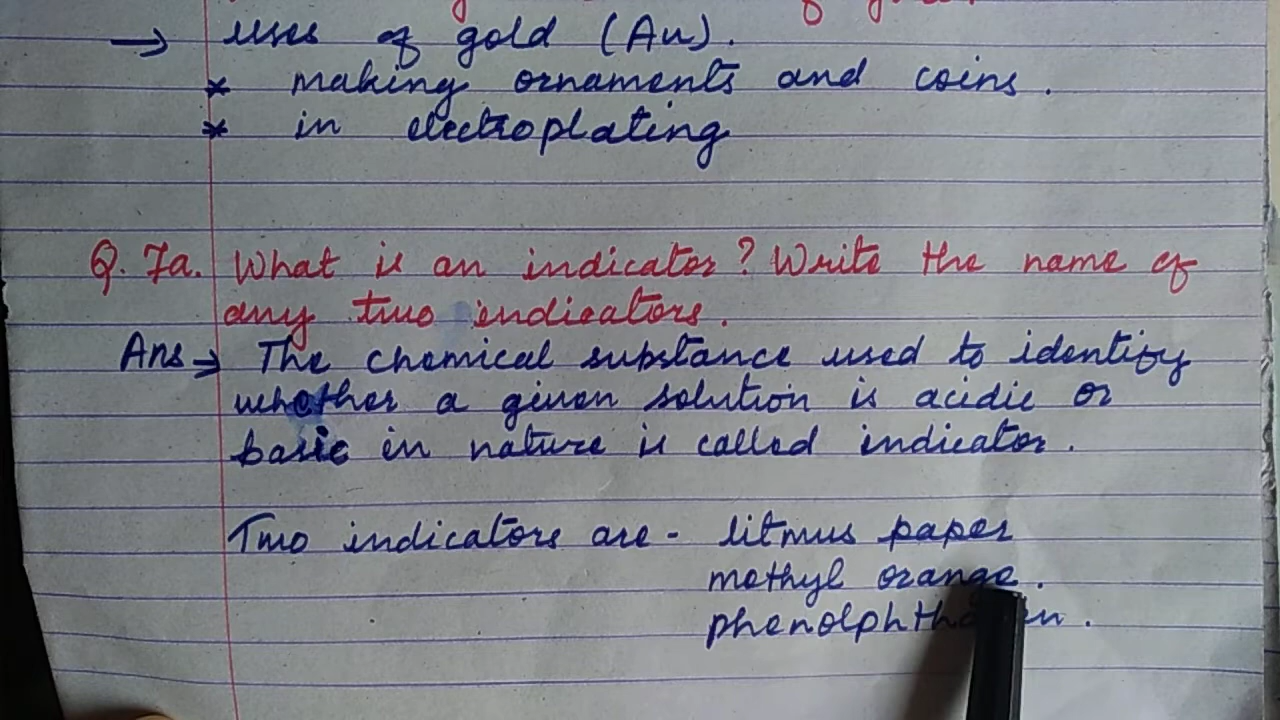 → uses of gold (Au).
* making ornaments and coins.
* in electroplating
Q. 7a. What is an indicator? Write the name of
any two indicators.
Ans → The chemical substance used to identify
whether a given solution is acidic or
basic in nature is called indicator.
Two indicators are - litmus paper
methyl orange.